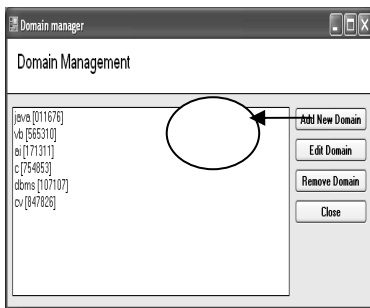 Domain manager
Domain Management
java [011676]
vb [565310]
ai [171311]
c [754853]
dbms [107107]
cv [847826]
Add New Domain
Edit Domain
Remove Domain
Close